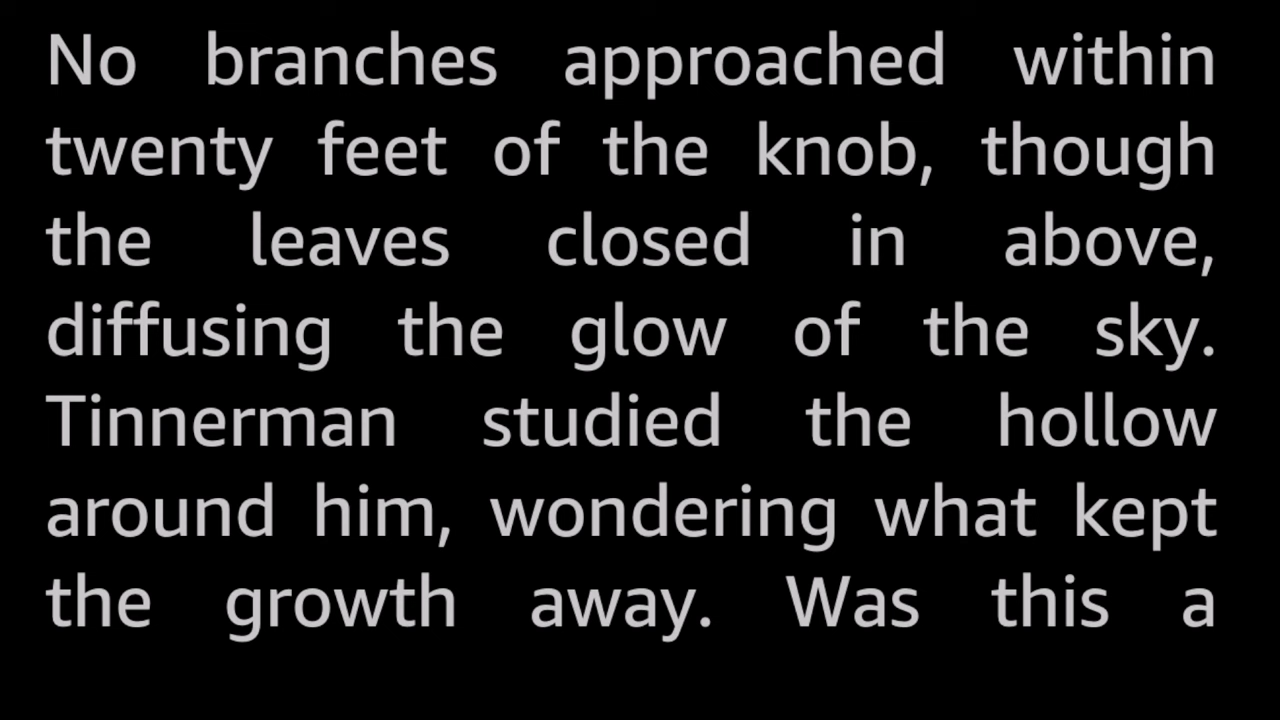 No branches approached within
twenty feet of the knob, though
the leaves closed in above,
diffusing the glow of the sky.
Tinnerman studied the hollow
around him, wondering what kept
the growth away. Was this a